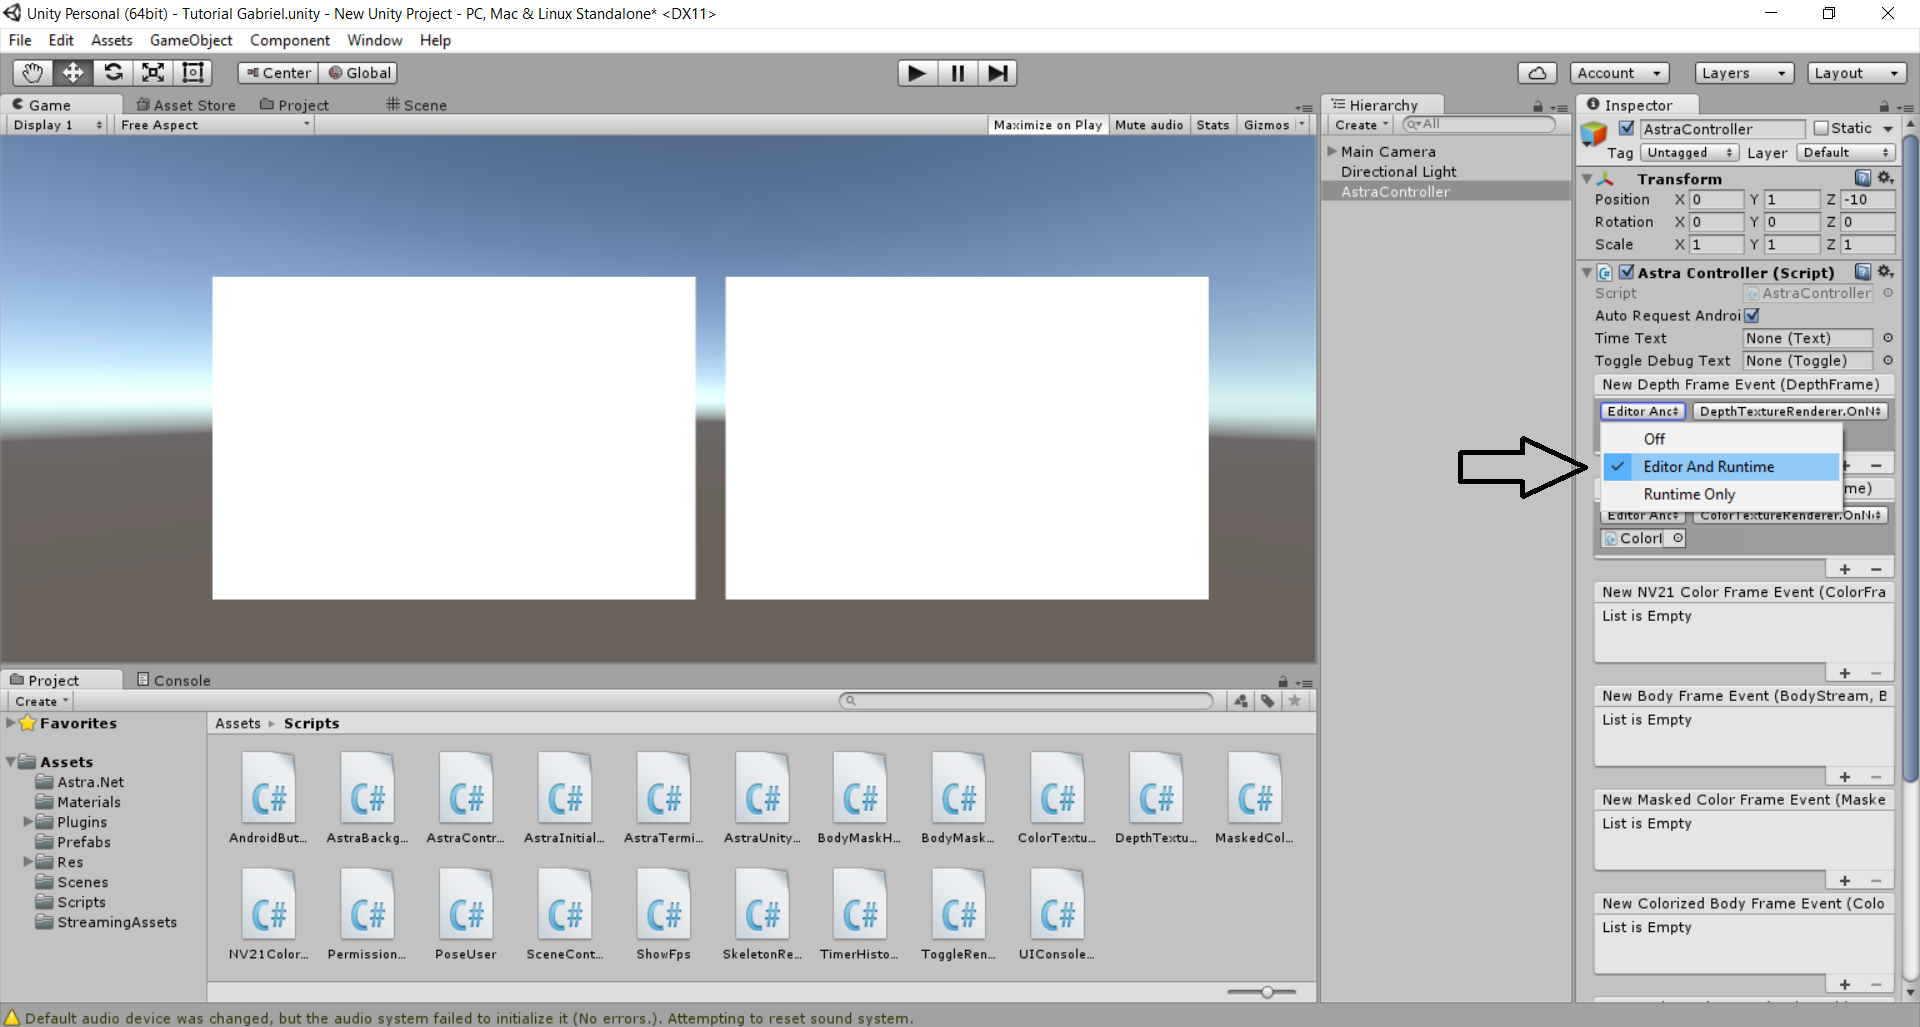 Unity Personal (64bit) - Tutorial Gabriel.unity - New Unity Project - PC, Mac & Linux Standalone* <DX11>
File Edit Assets GameObject Component Window Help
Center Global Account Layers Layout
Game Asset Store Project Scene
Display 1 Free Aspect Maximize on Play Mute audio Stats Gizmos
Hierarchy
Create All
Main Camera
Directional Light
AstraController
Inspector
AstraController Static
Tag Untagged Layer Default
Transform
Position X 0 Y 1 Z -10
Rotation X 0 Y 0 Z 0
Scale X 1 Y 1 Z 1
Astra Controller (Script)
Script AstraController
Auto Request Androi
Time Text None (Text)
Toggle Debug Text None (Toggle)
New Depth Frame Event (DepthFrame)
Editor And DepthTextureRenderer.OnN
Off
Editor And Runtime
Runtime Only
me)
Editor And ColorTextureRenderer.OnN
Colorl
New NV21 Color Frame Event (ColorFra
List is Empty
New Body Frame Event (BodyStream, B
List is Empty
New Masked Color Frame Event (Maske
List is Empty
New Colorized Body Frame Event (Colo
List is Empty
Project Console
Create
Favorites
Assets
Astra.Net
Materials
Plugins
Prefabs
Res
Scenes
Scripts
StreamingAssets
Assets Scripts
C# C# C# C# C# C# C# C# C# C# C#
AndroidBut... AstraBackg... AstraContr... AstraInitial... AstraTermi... AstraUnity... BodyMaskH... BodyMask... ColorTextu... DepthTextu... MaskedCol...
C# C# C# C# C# C# C# C# C#
NV21Color... Permission... PoseUser SceneCont... ShowFps SkeletonRe... TimerHisto... ToggleRen... UIConsole...
Default audio device was changed, but the audio system failed to initialize it (No errors.). Attempting to reset sound system.